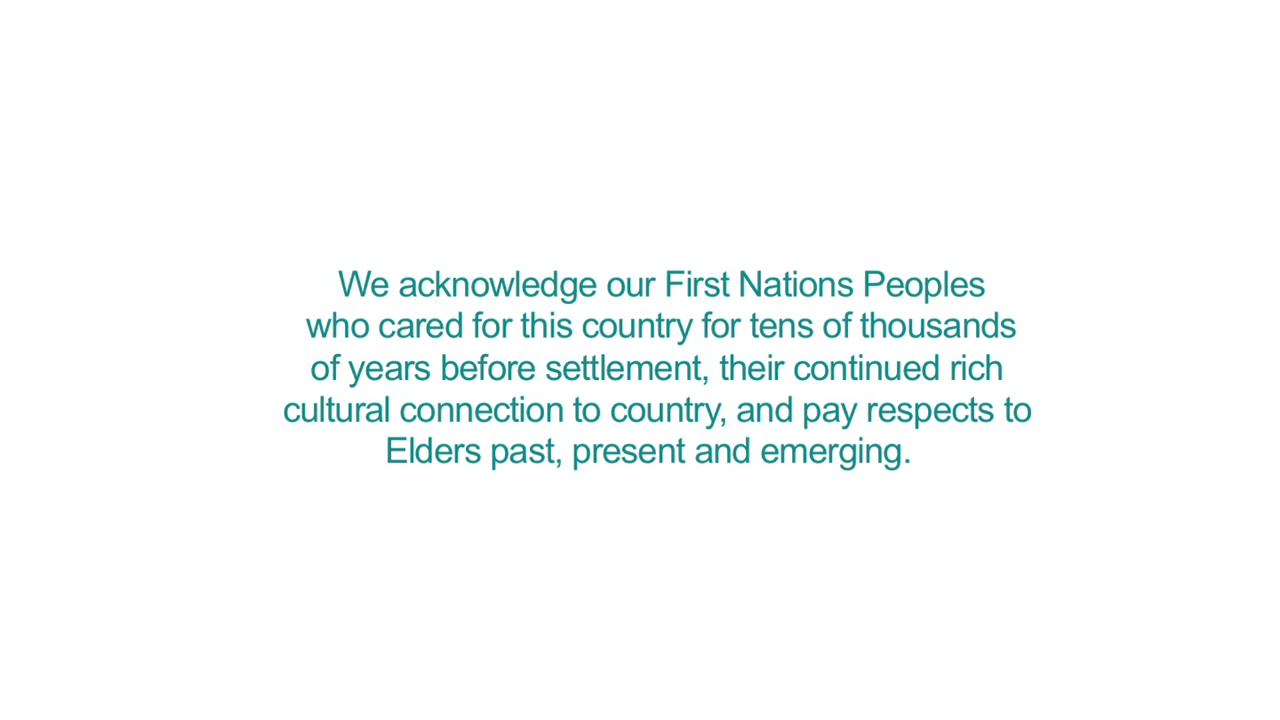 We acknowledge our First Nations Peoples
who cared for this country for tens of thousands
of years before settlement, their continued rich
cultural connection to country, and pay respects to
Elders past, present and emerging.